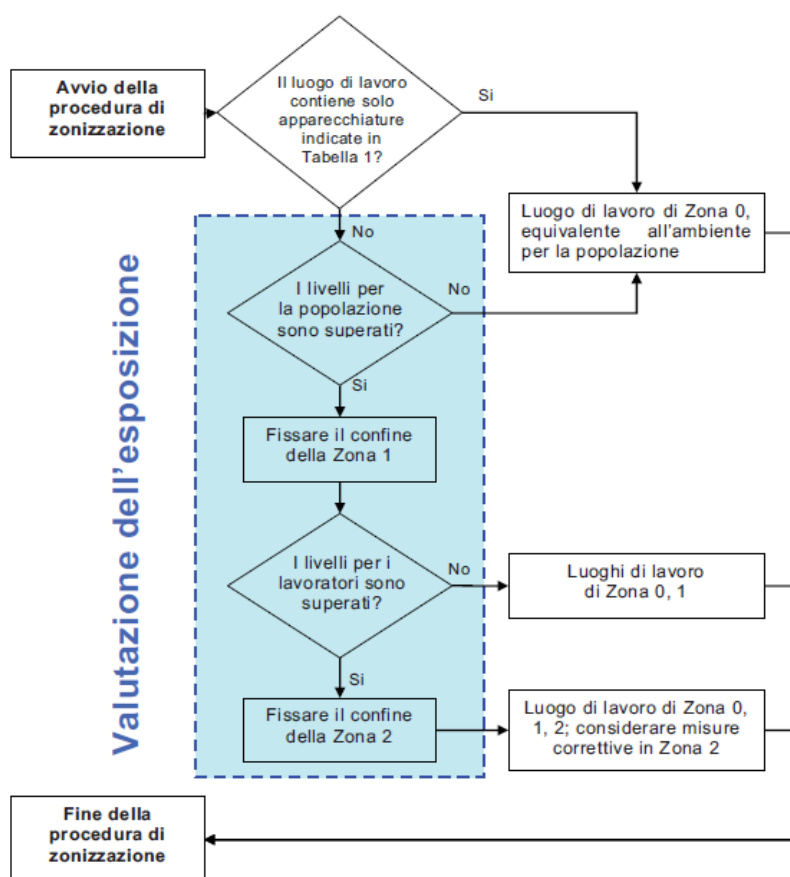 Avvio della
procedura di
zonizzazione
Il luogo di lavoro
contiene solo
apparecchiature
indicate in
Tabella 1?
Si
Luogo di lavoro di Zona 0,
equivalente all'ambiente
per la popolazione
No
I livelli per
la popolazione
sono superati?
No
Si
Fissare il confine
della Zona 1
I livelli per i
lavoratori sono
superati?
No
Luoghi di lavoro
di Zona 0, 1
Si
Fissare il confine
della Zona 2
Luogo di lavoro di Zona 0,
1, 2; considerare misure
correttive in Zona 2
Valutazione dell'esposizione
Fine della
procedura di
zonizzazione